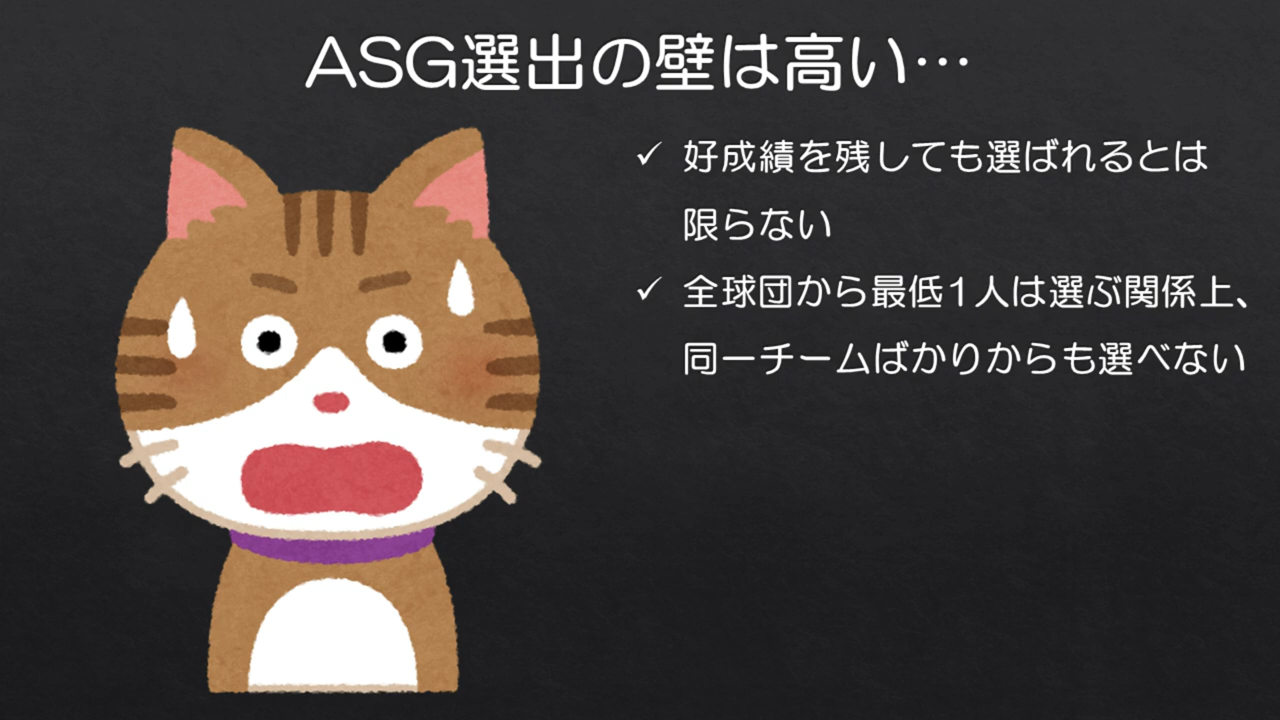 ASG選出の壁は高い…
✓ 好成績を残しても選ばれるとは
限らない
✓ 全球団から最低1人は選ぶ関係上、
同一チームばかりからも選べない